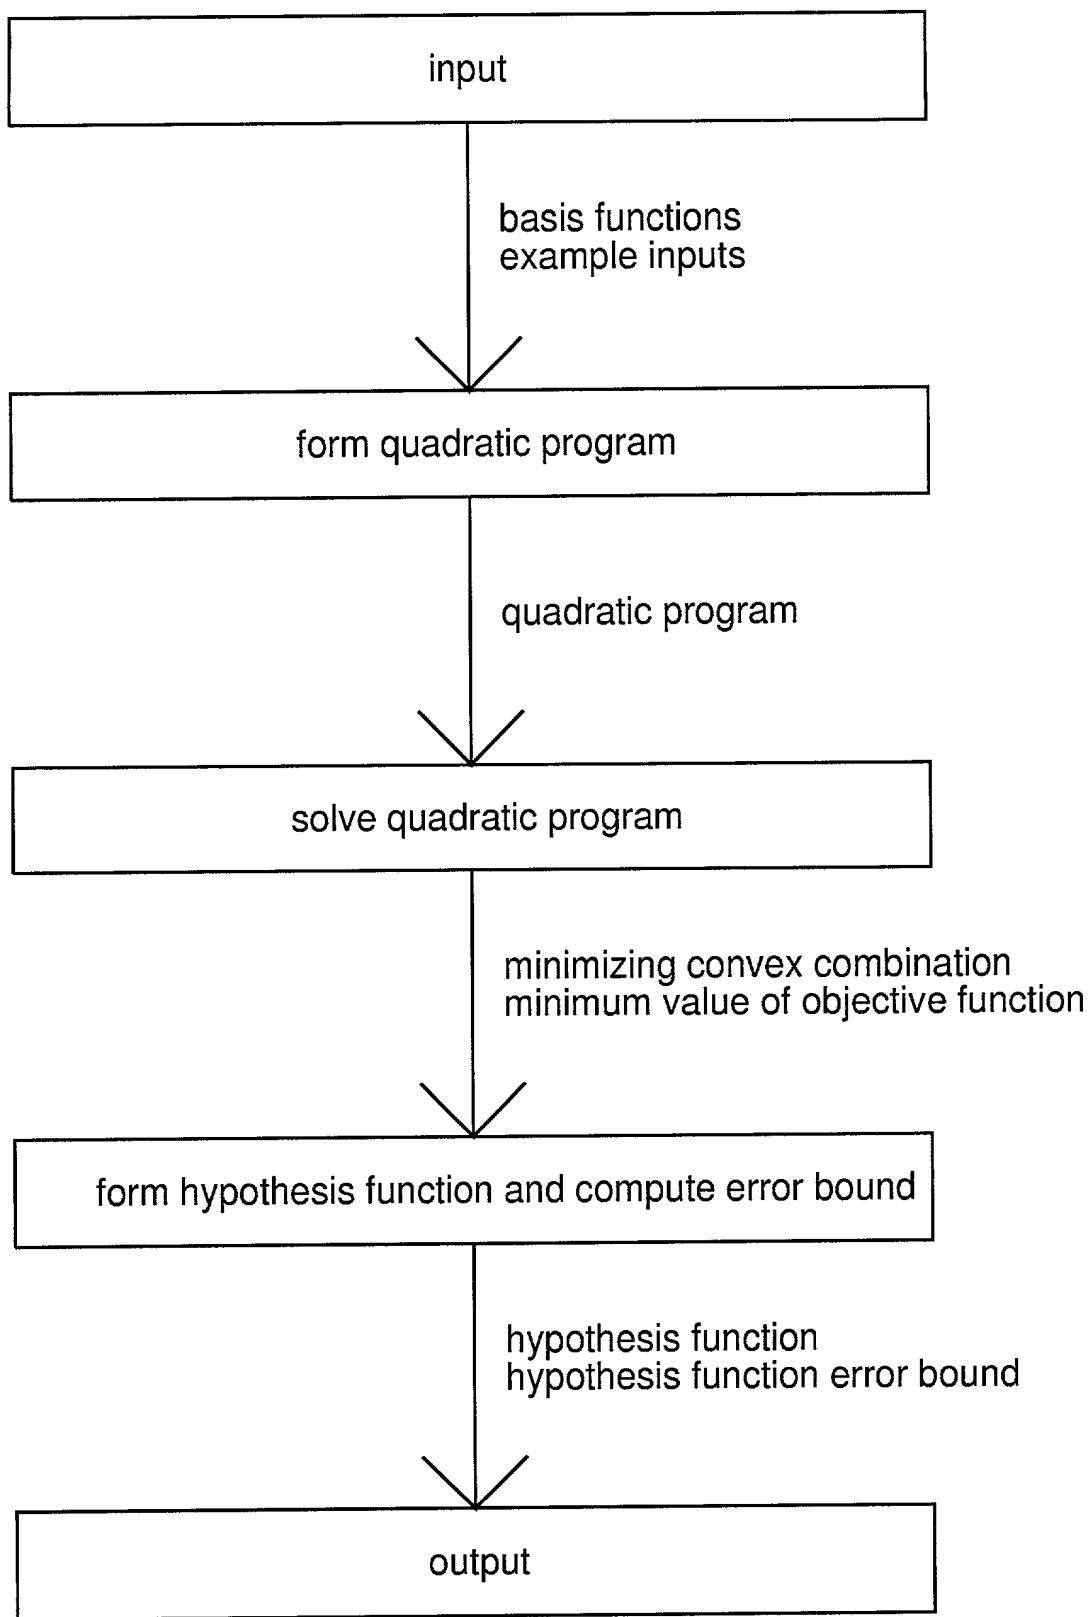 input
basis functions
example inputs
form quadratic program
quadratic program
solve quadratic program
minimizing convex combination
minimum value of objective function
form hypothesis function and compute error bound
hypothesis function
hypothesis function error bound
output